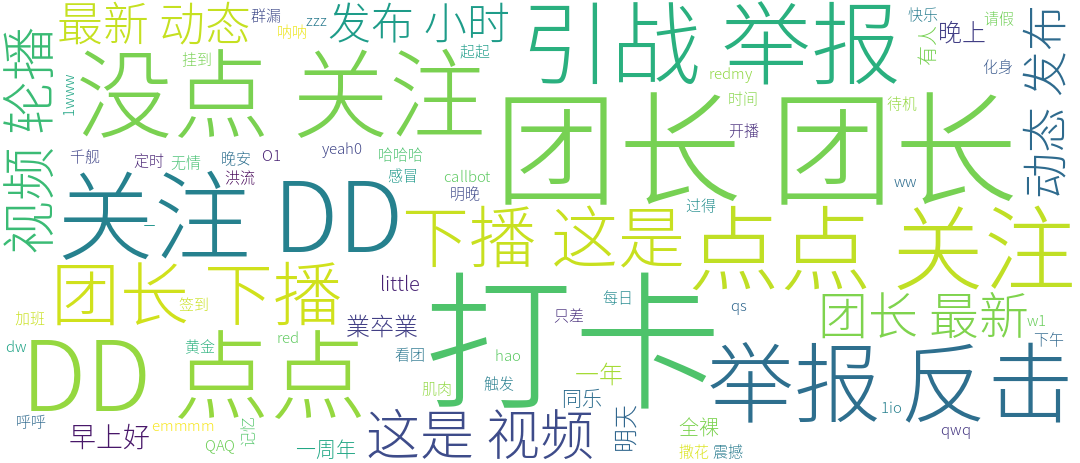 最新 动态
群漏
呐呐
zzz
发布 小时
引战 举报
快乐
请假
晚上
有人
化身
轮播
挂到
起起
redmy
没点 关注
1www
时间
待机
开播
动态 发布
团长 团长
视频
千舰
定时
无情
晚安
O1
yeah0
哈哈哈
洪流
感冒
callbot
明晚
ww
关注 DD
一
过得
下播 这是
点点 关注
团长 下播
签到
little
打卡
每日
qs
团长 最新
加班
業卒業
只差
w1
dw
DD 点点
黄金
red
看团
hao
下午
举报 反击
肌肉
触发
一年
同乐
1io
呼呼
emmmm
记忆
早上好
QAQ
一周年
这是 视频
明天
全裸
qwq
撒花
震撼